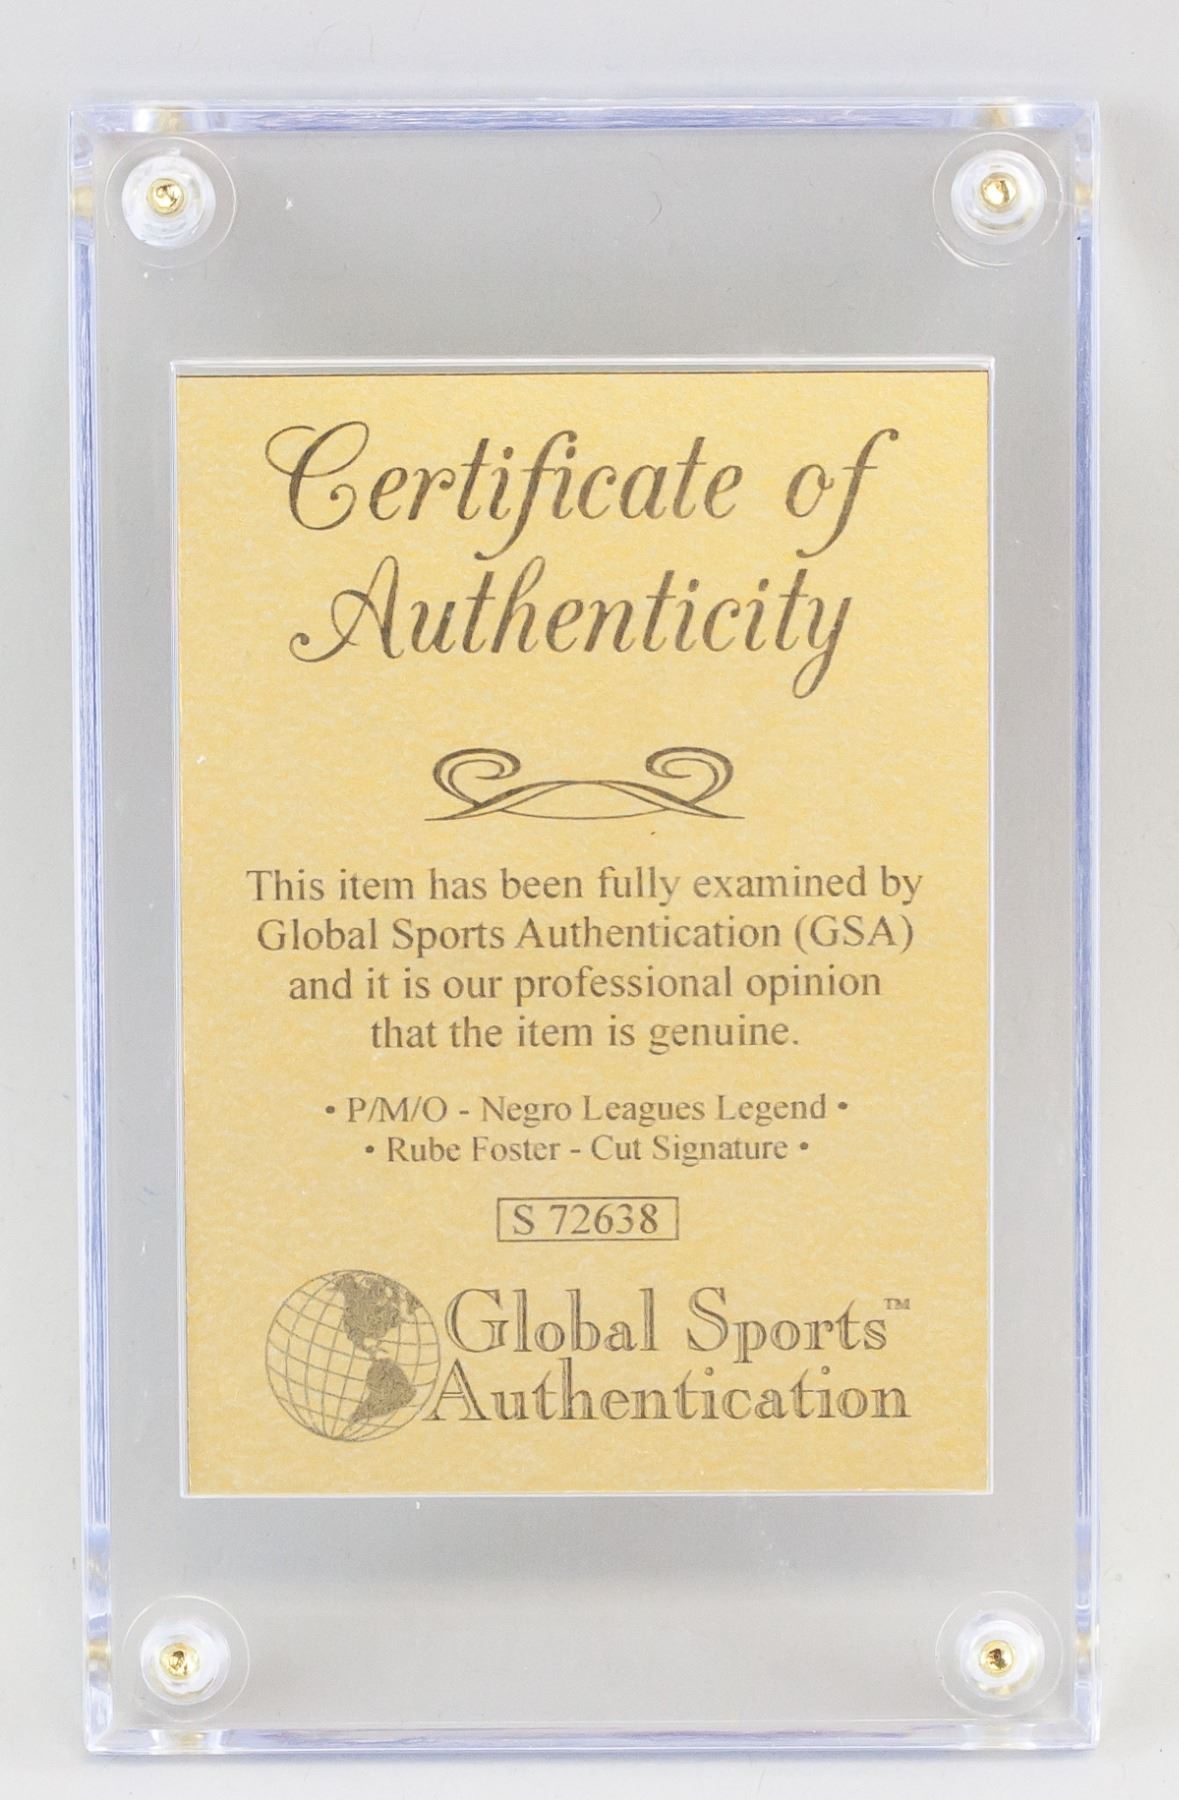 Certificate of
Authenticity
This item has been fully examined by
Global Sports Authentication (GSA)
and it is our professional opinion
that the item is genuine.
• P/M/O - Negro Leagues Legend •
• Rube Foster - Cut Signature •
S 72638
Global Sports™
Authentication